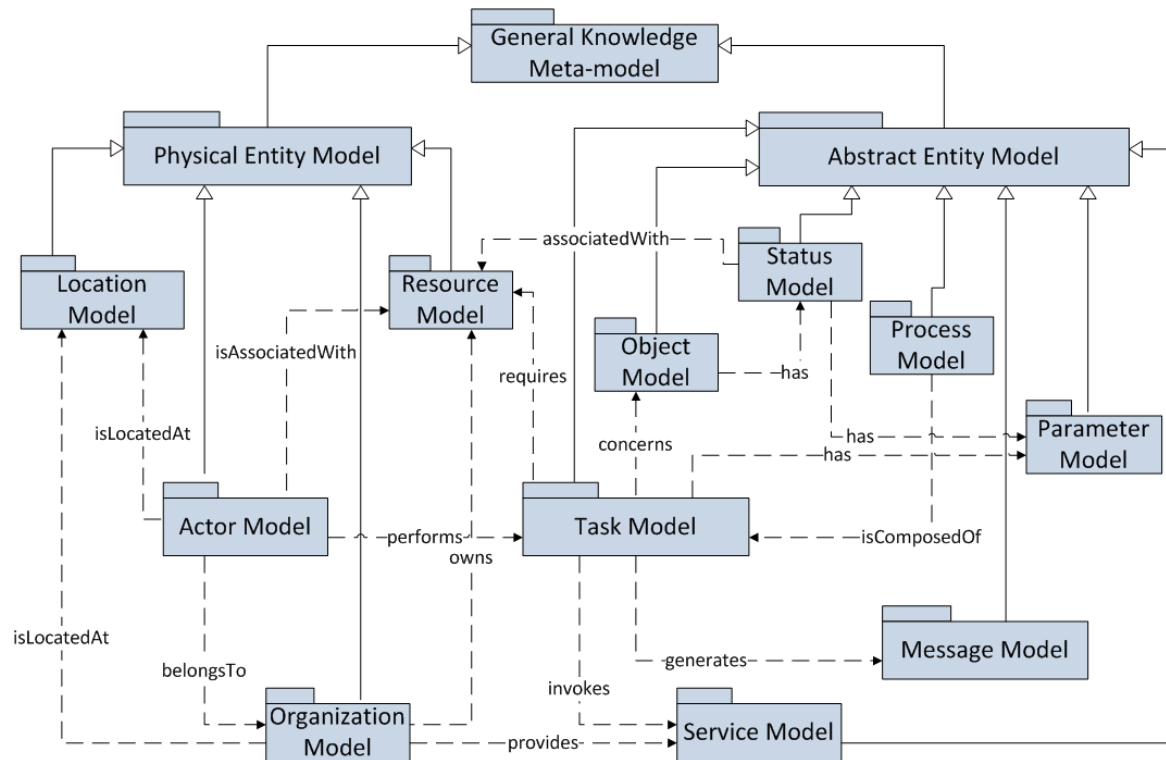 General Knowledge
Meta-model
Physical Entity Model
Abstract Entity Model
associatedWith
Status
Model
Location
Model
Resource
Model
Process
Model
isAssociatedWith
Object
Model
requires
has
isLocatedAt
concerns
has
has
Parameter
Model
Actor Model
performs
Task Model
isComposedOf
owns
isLocatedAt
belongsTo
generates
Message Model
invokes
Organization
Model
provides
Service Model